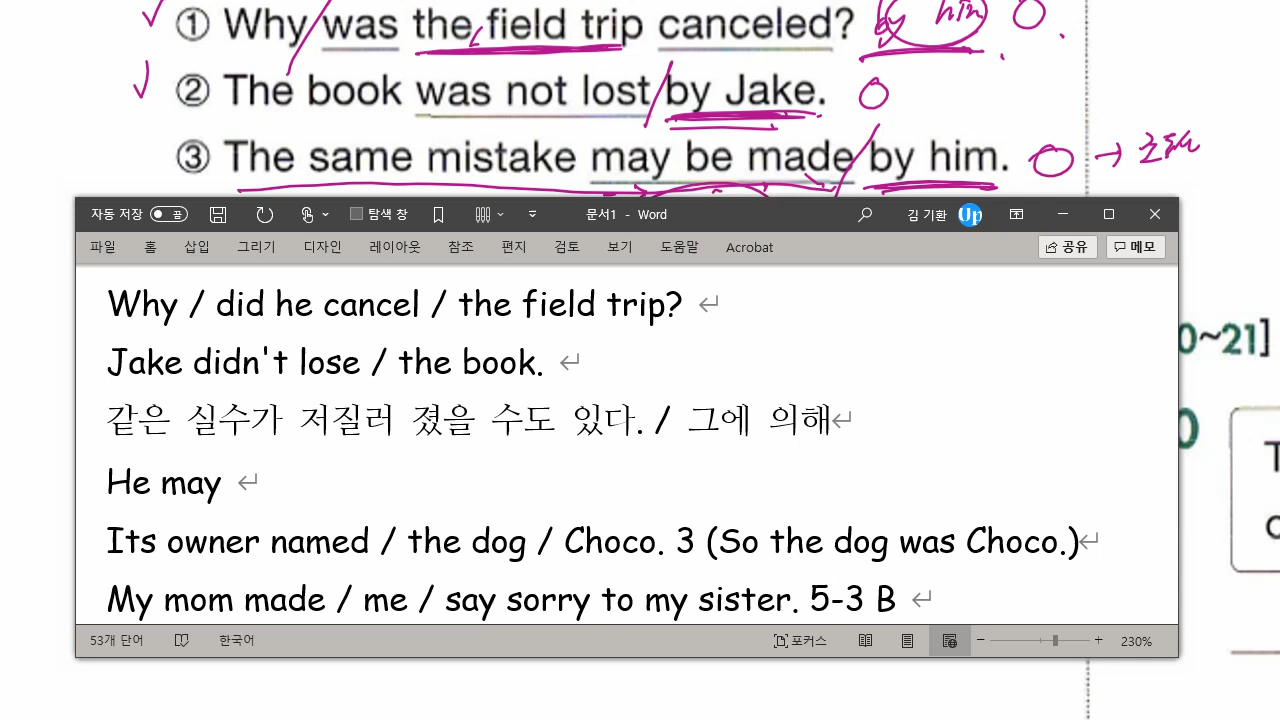 ① Why was the field trip canceled? by him
② The book was not lost by Jake.
③ The same mistake may be made by him.
자동 저장 끔 탐색 창 문서1 - Word 김 기환 Up
파일 홈 삽입 그리기 디자인 레이아웃 참조 편지 검토 보기 도움말 Acrobat 공유 메모
Why / did he cancel / the field trip?
Jake didn't lose / the book.
같은 실수가 저질러 졌을 수도 있다. / 그에 의해
He may
Its owner named / the dog / Choco. 3 (So the dog was Choco.)
My mom made / me / say sorry to my sister. 5-3 B
53개 단어 한국어 포커스 230%
0~21]
0
T